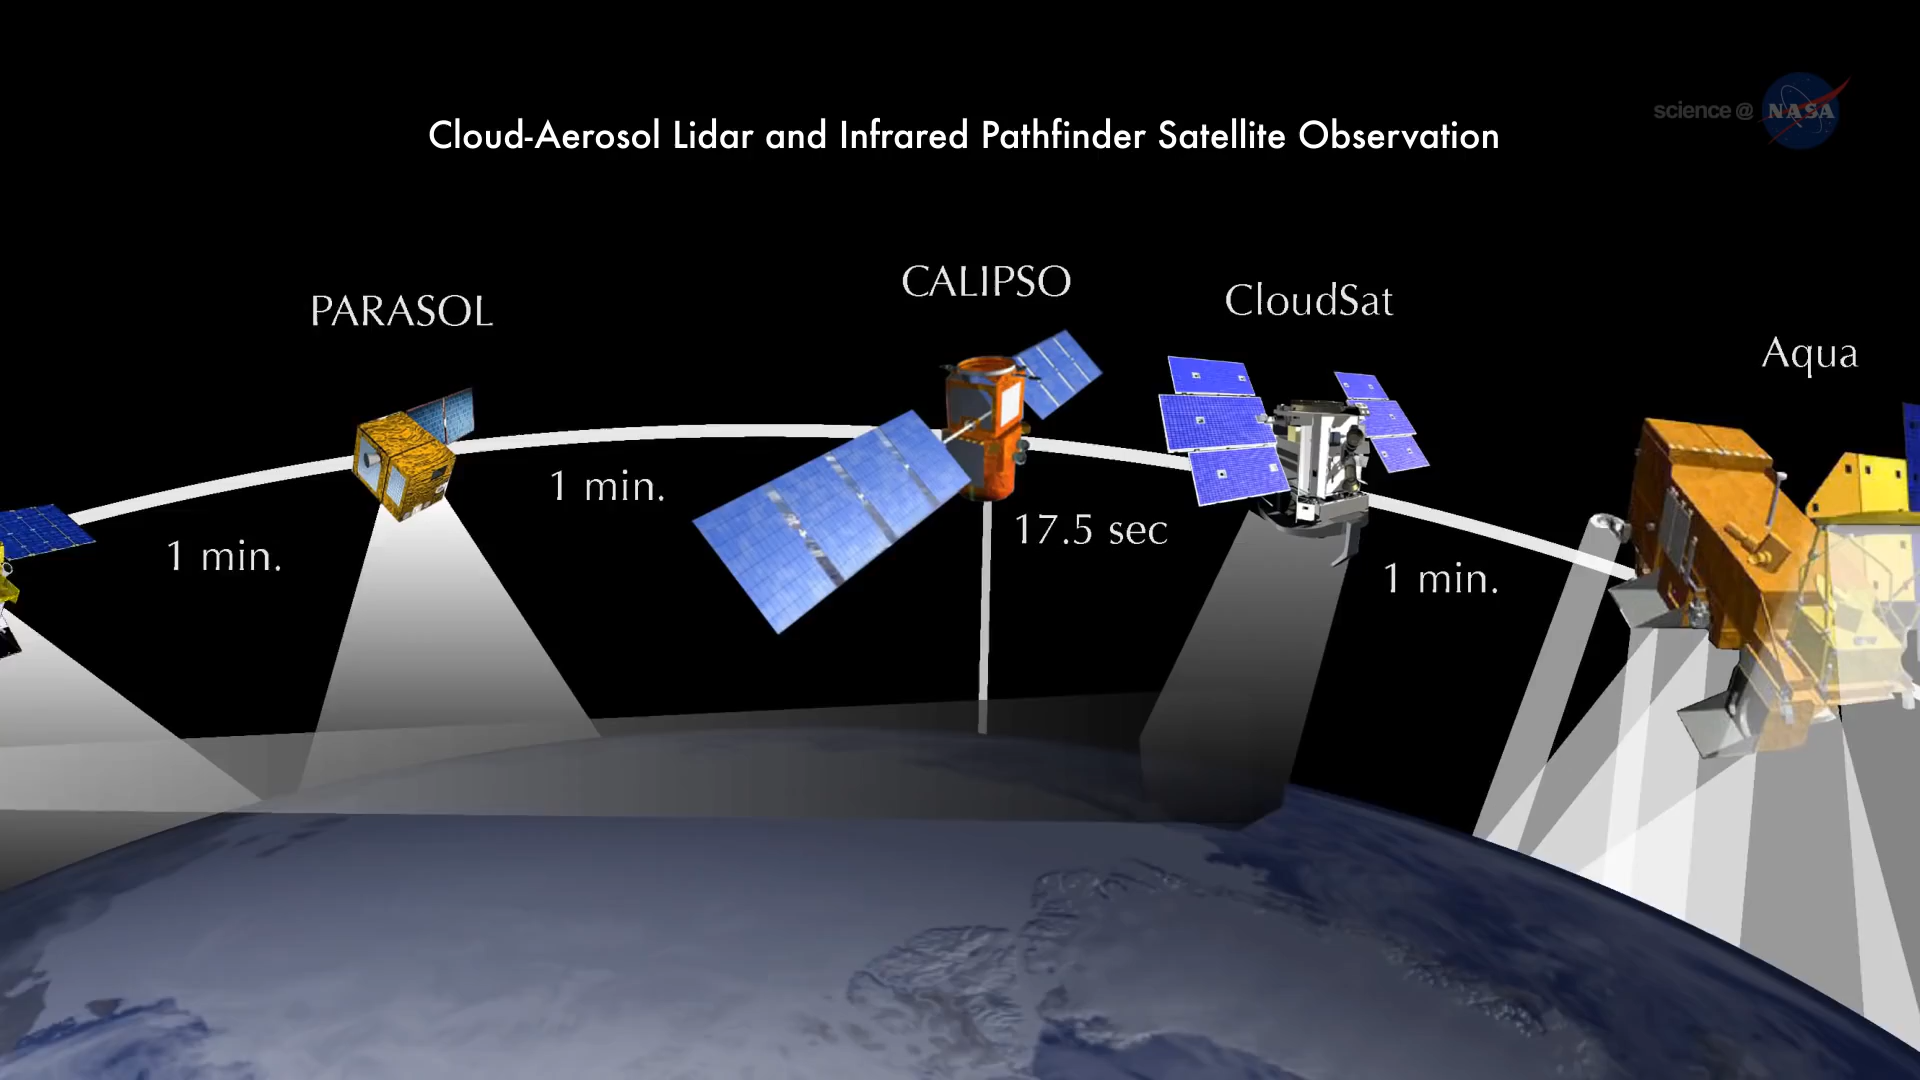 science @ NASA
Cloud-Aerosol Lidar and Infrared Pathfinder Satellite Observation
PARASOL
CALIPSO
CloudSat
Aqua
1 min.
1 min.
17.5 sec
1 min.